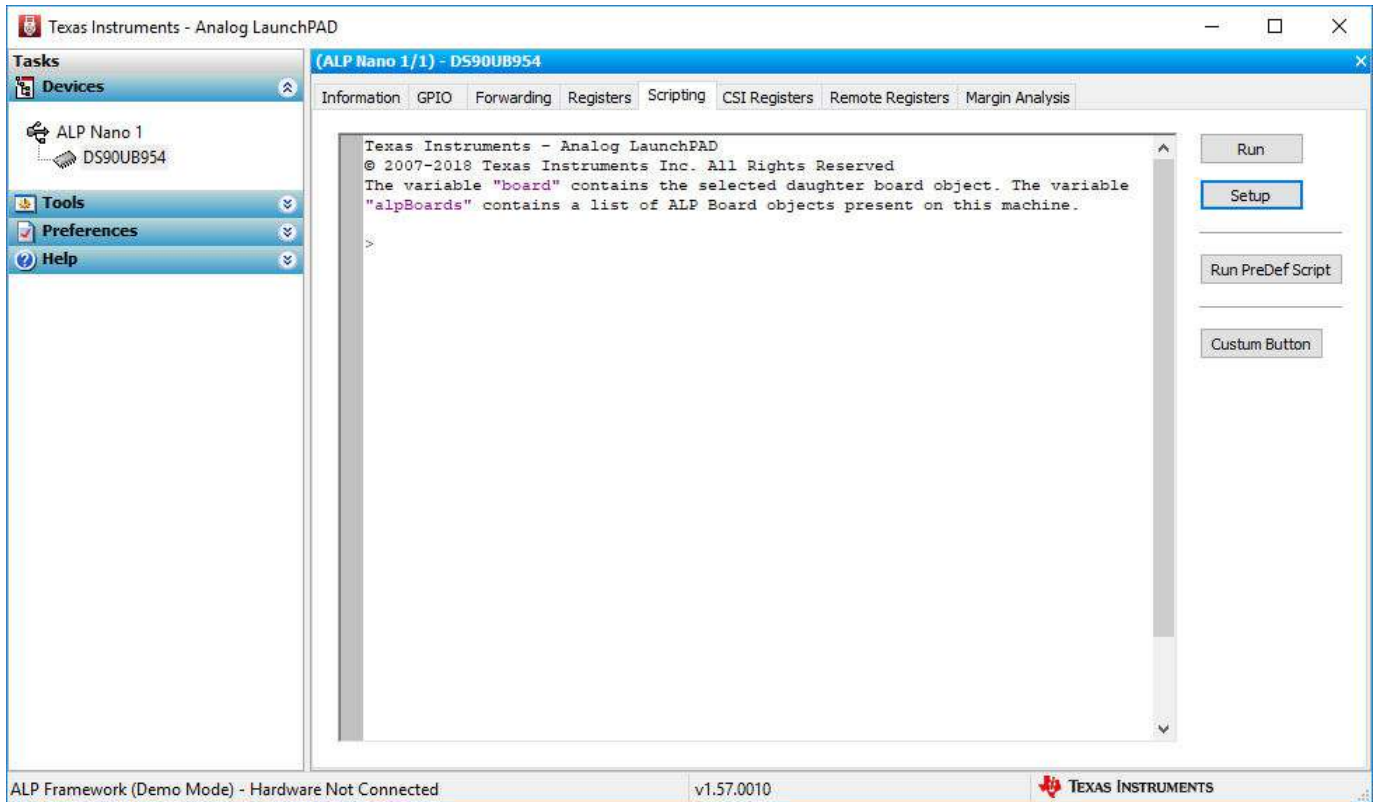 Texas Instruments - Analog LaunchPAD
Tasks
Devices
ALP Nano 1
DS90UB954
Tools
Preferences
Help
(ALP Nano 1/1) - DS90UB954
Information GPIO Forwarding Registers Scripting CSI Registers Remote Registers Margin Analysis
Texas Instruments - Analog LaunchPAD
© 2007-2018 Texas Instruments Inc. All Rights Reserved
The variable "board" contains the selected daughter board object. The variable
"alpBoards" contains a list of ALP Board objects present on this machine.
>
Run
Setup
Run PreDef Script
Custum Button
ALP Framework (Demo Mode) - Hardware Not Connected
v1.57.0010
TEXAS INSTRUMENTS